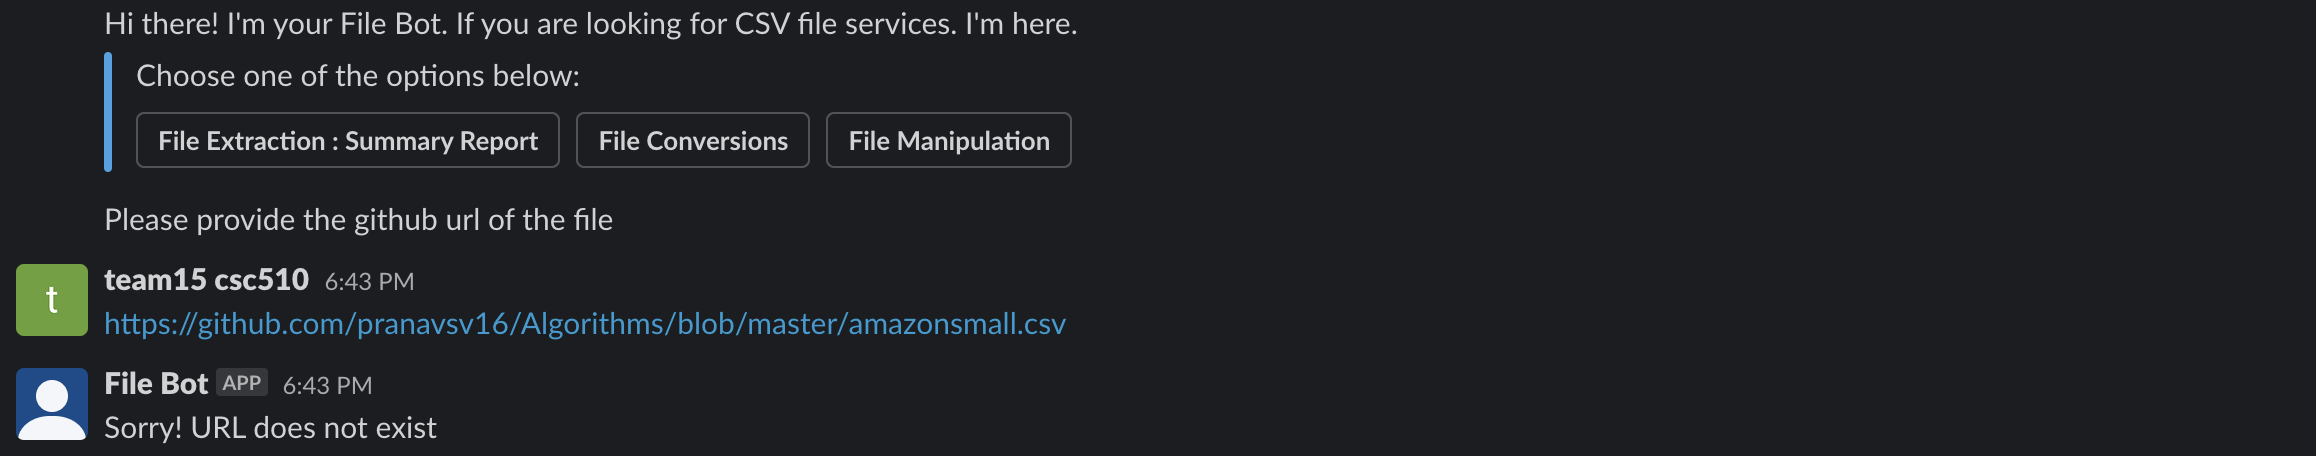 Hi there! I'm your File Bot. If you are looking for CSV file services. I'm here.
Choose one of the options below:
File Extraction : Summary Report File Conversions File Manipulation
Please provide the github url of the file
t
team15 csc510 6:43 PM
https://github.com/pranavsv16/Algorithms/blob/master/amazonsmall.csv
File Bot APP 6:43 PM
Sorry! URL does not exist